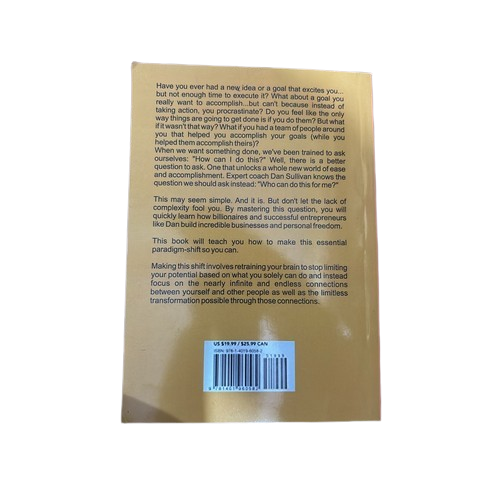 Have you ever had a new idea or a goal that excites you...
but not enough time to execute it? What about a goal you
really want to accomplish...but can't because instead of
taking action, you procrastinate? Do you feel like the only
way things are going to get done is if you do them? But what
if it wasn't that way? What if you had a team of people around
you that helped you accomplish your goals (while you
helped them accomplish theirs)?
When we want something done, we've been trained to ask
ourselves: "How can I do this?" Well, there is a better
question to ask. One that unlocks a whole new world of ease
and accomplishment. Expert coach Dan Sullivan knows the
question we should ask instead: "Who can do this for me?"
This may seem simple. And it is. But don't let the lack of
complexity fool you. By mastering this question, you will
quickly learn how billionaires and successful entrepreneurs
like Dan build incredible businesses and personal freedom.
This book will teach you how to make this essential
paradigm-shift so you can.
Making this shift involves retraining your brain to stop limiting
your potential based on what you solely can do and instead
focus on the nearly infinite and endless connections
between yourself and other people as well as the limitless
transformation possible through those connections.
US $19.99 / $25.99 CAN
ISBN: 978-1-4019-6058-2
9 781401 960582